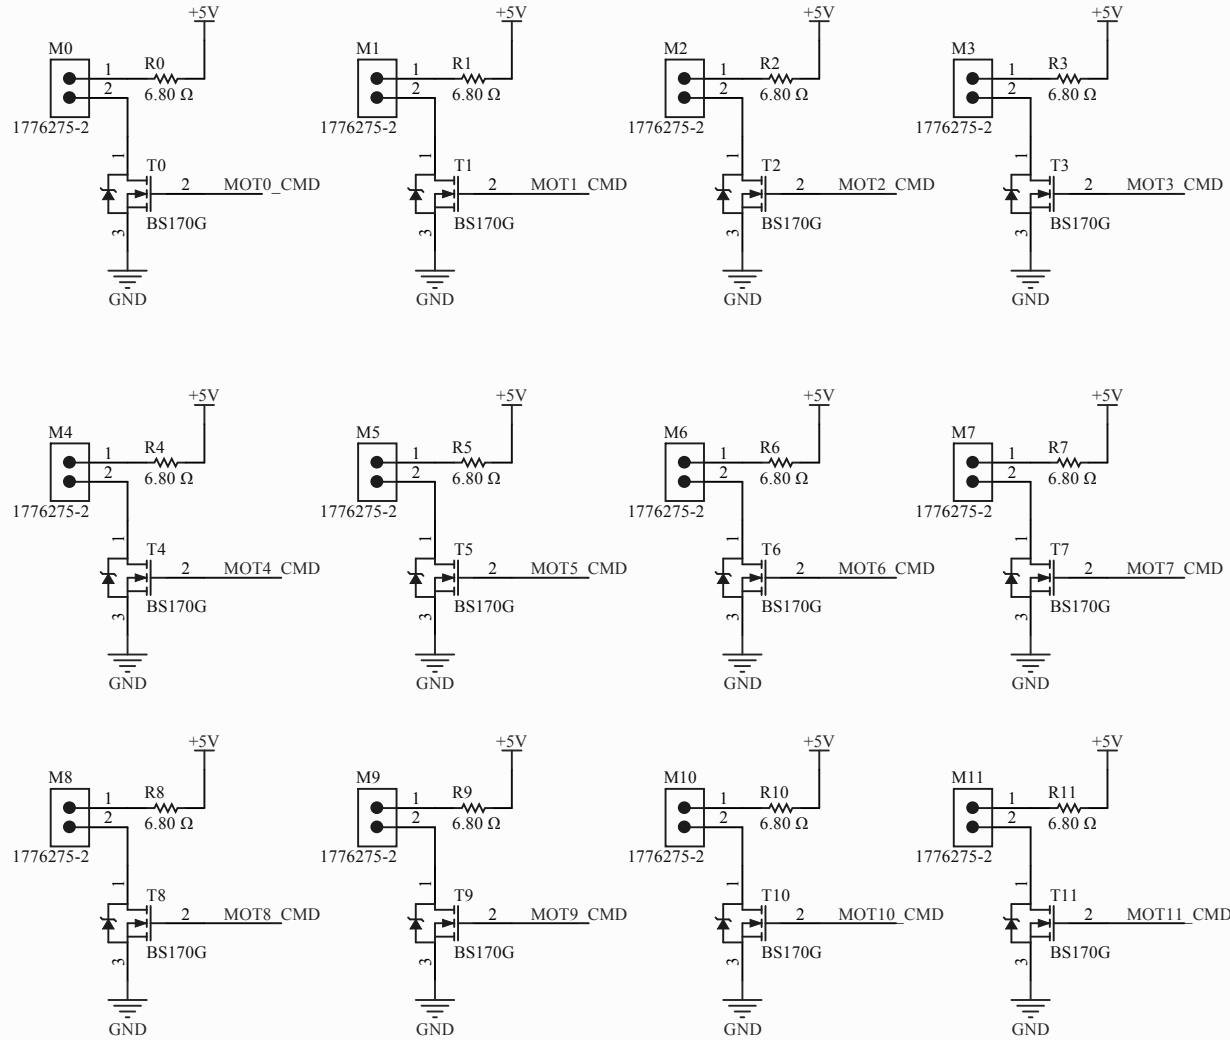 +5V +5V +5V +5V
M0 M1 M2 M3
1 R0 1 R1 1 R2 1 R3
2 6.80 Ω 2 6.80 Ω 2 6.80 Ω 2 6.80 Ω
1776275-2 1776275-2 1776275-2 1776275-2
1 T0 1 T1 1 T2 1 T3
2 MOT0_CMD 2 MOT1_CMD 2 MOT2_CMD 2 MOT3_CMD
3 BS170G 3 BS170G 3 BS170G 3 BS170G
GND GND GND GND
+5V +5V +5V +5V
M4 M5 M6 M7
1 R4 1 R5 1 R6 1 R7
2 6.80 Ω 2 6.80 Ω 2 6.80 Ω 2 6.80 Ω
1776275-2 1776275-2 1776275-2 1776275-2
1 T4 1 T5 1 T6 1 T7
2 MOT4_CMD 2 MOT5_CMD 2 MOT6_CMD 2 MOT7_CMD
3 BS170G 3 BS170G 3 BS170G 3 BS170G
GND GND GND GND
+5V +5V +5V +5V
M8 M9 M10 M11
1 R8 1 R9 1 R10 1 R11
2 6.80 Ω 2 6.80 Ω 2 6.80 Ω 2 6.80 Ω
1776275-2 1776275-2 1776275-2 1776275-2
1 T8 1 T9 1 T10 1 T11
2 MOT8_CMD 2 MOT9_CMD 2 MOT10_CMD 2 MOT11_CMD
3 BS170G 3 BS170G 3 BS170G 3 BS170G
GND GND GND GND